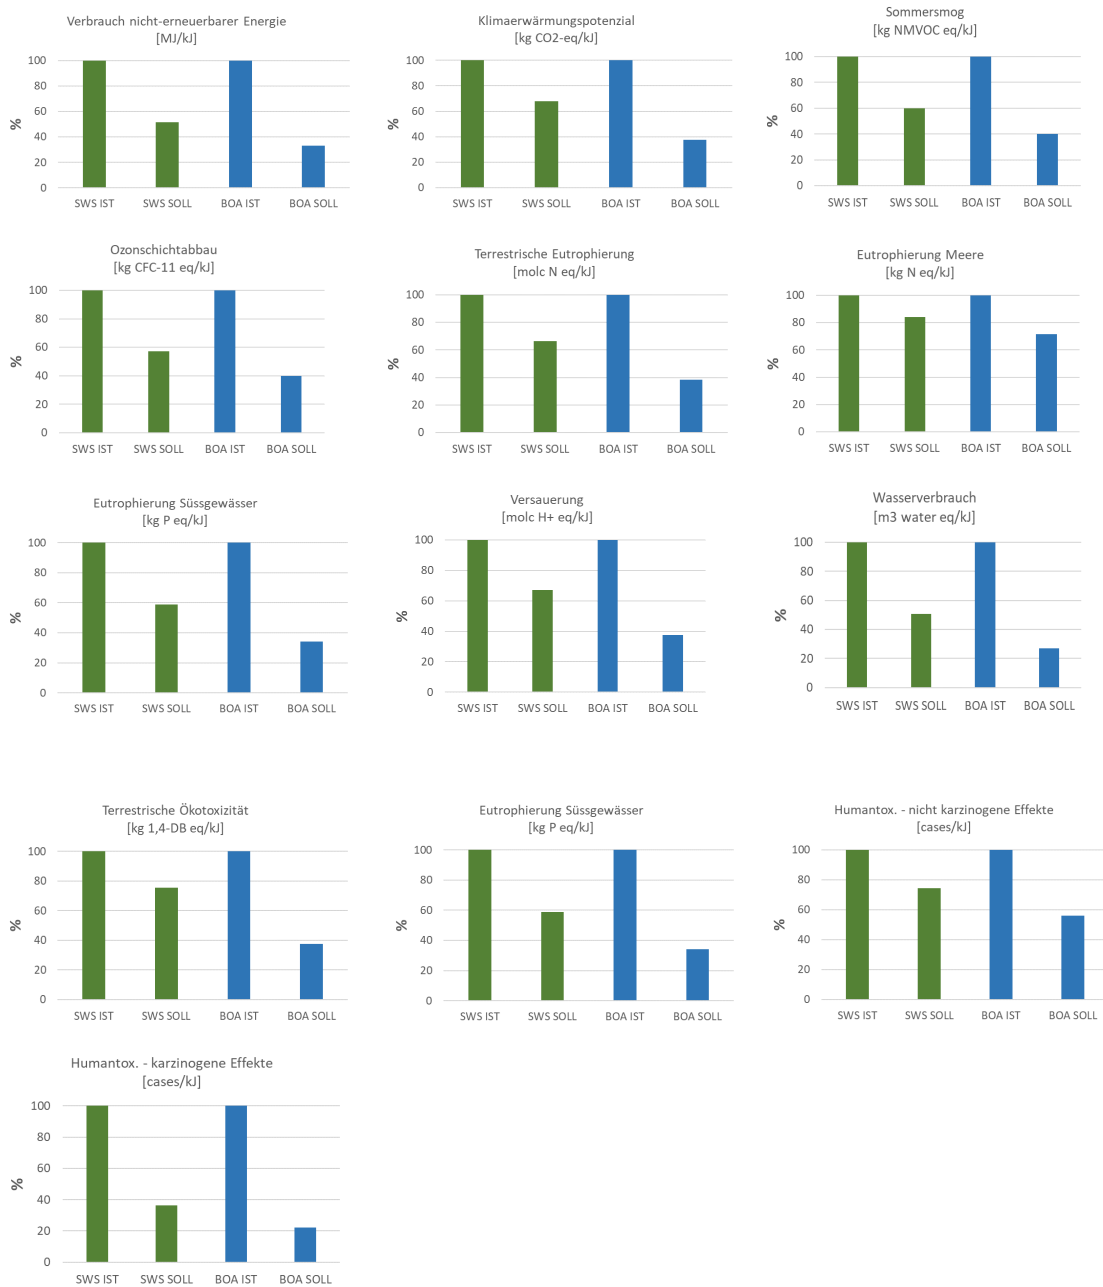 Verbrauch nicht-erneuerbarer Energie
[MJ/kJ]
%
100
80
60
40
20
0
SWS IST SWS SOLL BOA IST BOA SOLL
Klimaerwärmungspotenzial
[kg CO2-eq/kJ]
%
100
80
60
40
20
0
SWS IST SWS SOLL BOA IST BOA SOLL
Sommersmog
[kg NMVOC eq/kJ]
%
100
80
60
40
20
0
SWS IST SWS SOLL BOA IST BOA SOLL
Ozonschichtabbau
[kg CFC-11 eq/kJ]
%
100
80
60
40
20
0
SWS IST SWS SOLL BOA IST BOA SOLL
Terrestrische Eutrophierung
[molc N eq/kJ]
%
100
80
60
40
20
0
SWS IST SWS SOLL BOA IST BOA SOLL
Eutrophierung Meere
[kg N eq/kJ]
%
100
80
60
40
20
0
SWS IST SWS SOLL BOA IST BOA SOLL
Eutrophierung Süssgewässer
[kg P eq/kJ]
%
100
80
60
40
20
0
SWS IST SWS SOLL BOA IST BOA SOLL
Versauerung
[molc H+ eq/kJ]
%
100
80
60
40
20
0
SWS IST SWS SOLL BOA IST BOA SOLL
Wasserverbrauch
[m3 water eq/kJ]
%
100
80
60
40
20
0
SWS IST SWS SOLL BOA IST BOA SOLL
Terrestrische Ökotoxizität
[kg 1,4-DB eq/kJ]
%
100
80
60
40
20
0
SWS IST SWS SOLL BOA IST BOA SOLL
Eutrophierung Süssgewässer
[kg P eq/kJ]
%
100
80
60
40
20
0
SWS IST SWS SOLL BOA IST BOA SOLL
Humantox. - nicht karzinogene Effekte
[cases/kJ]
%
100
80
60
40
20
0
SWS IST SWS SOLL BOA IST BOA SOLL
Humantox. - karzinogene Effekte
[cases/kJ]
%
100
80
60
40
20
0
SWS IST SWS SOLL BOA IST BOA SOLL